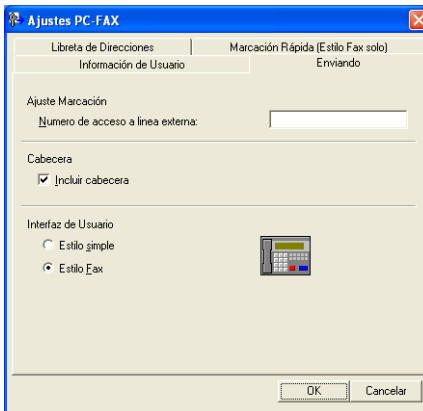 Ajustes PC-FAX
Libreta de Direcciones
Marcación Rápida (Estilo Fax solo)
Información de Usuario
Enviando
Ajuste Marcación
Numero de acceso a linea externa:
Cabecera
Incluir cabecera
Interfaz de Usuario
Estilo simple
Estilo Fax
OK
Cancelar